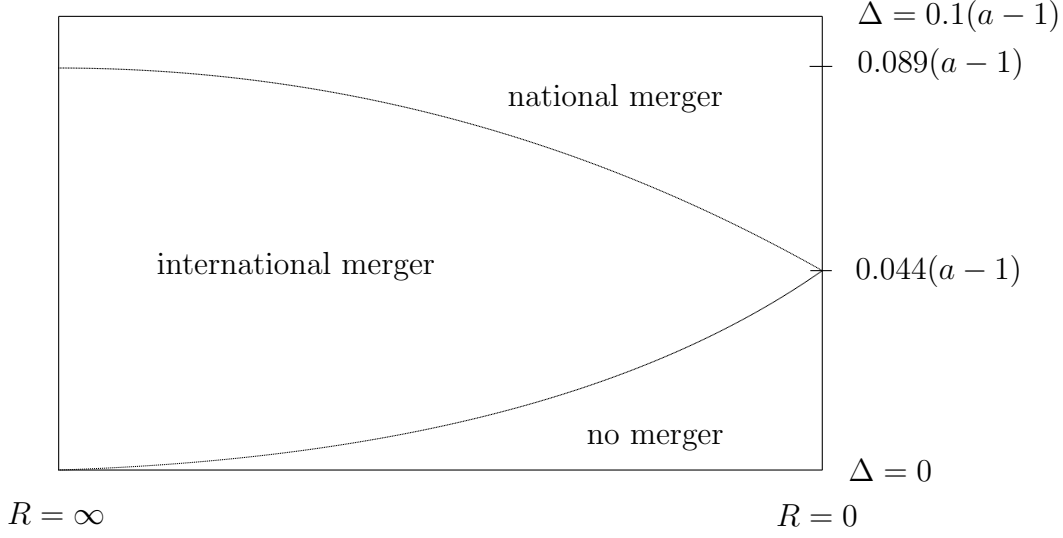 Δ = 0.1(a − 1)
0.089(a − 1)
national merger
international merger
0.044(a − 1)
no merger
Δ = 0
R = ∞
R = 0